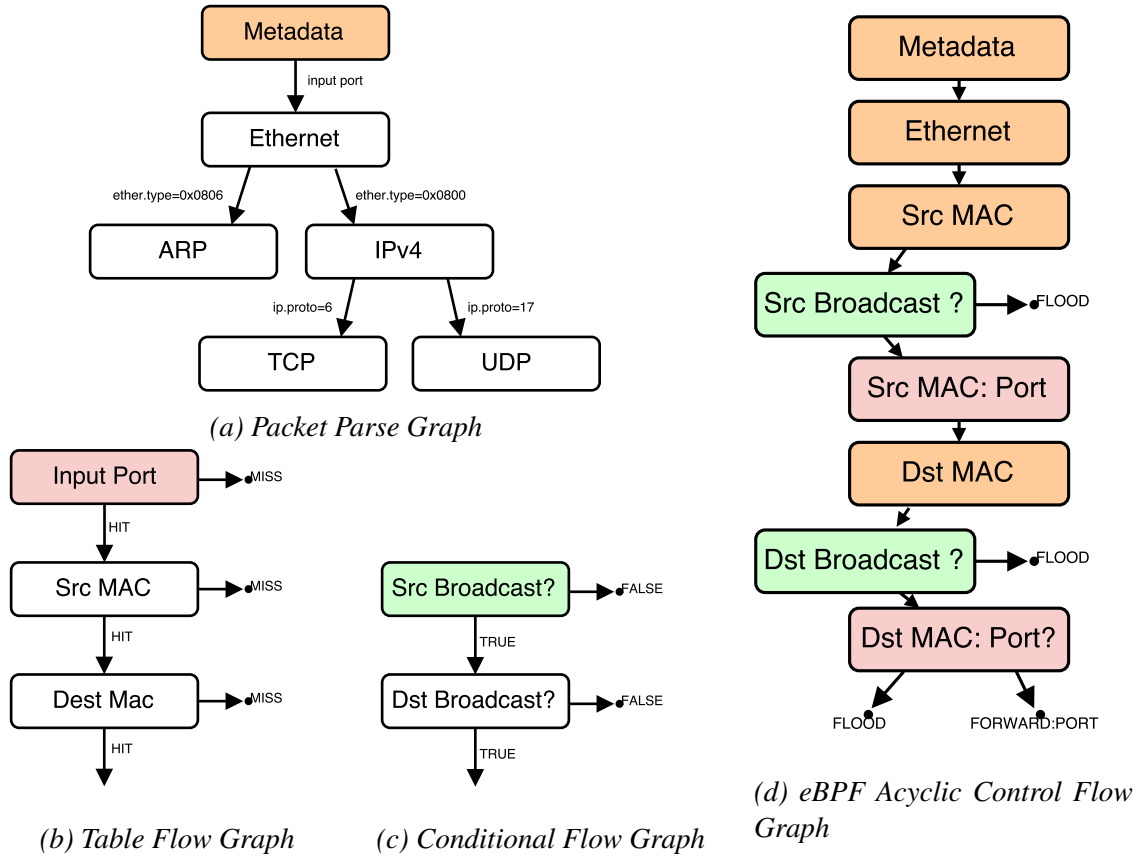 Metadata
input port
Ethernet
ether.type=0x0806
ether.type=0x0800
ARP
IPv4
ip.proto=6
ip.proto=17
TCP
UDP
(a) Packet Parse Graph
Input Port
MISS
HIT
Src MAC
MISS
HIT
Dest Mac
MISS
HIT
(b) Table Flow Graph
Src Broadcast?
FALSE
TRUE
Dst Broadcast?
FALSE
TRUE
(c) Conditional Flow Graph
Metadata
Ethernet
Src MAC
Src Broadcast ?
FLOOD
Src MAC: Port
Dst MAC
Dst Broadcast ?
FLOOD
Dst MAC: Port?
FLOOD
FORWARD:PORT
(d) eBPF Acyclic Control Flow
Graph